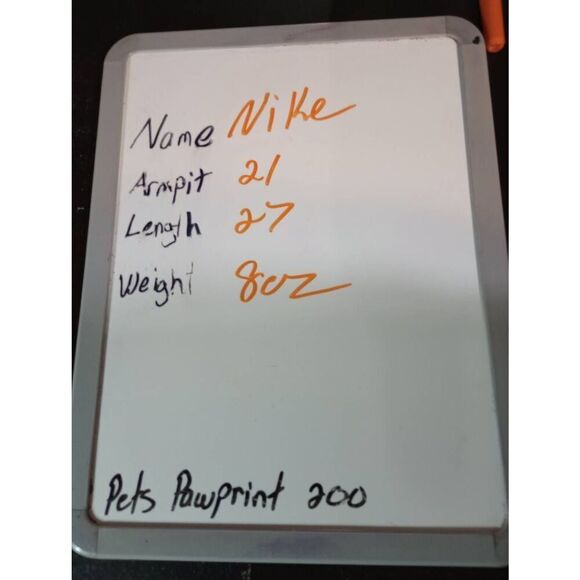 Name Nike
Armpit 21
Length 27
Weight 8oz
Pets Pawprint 200